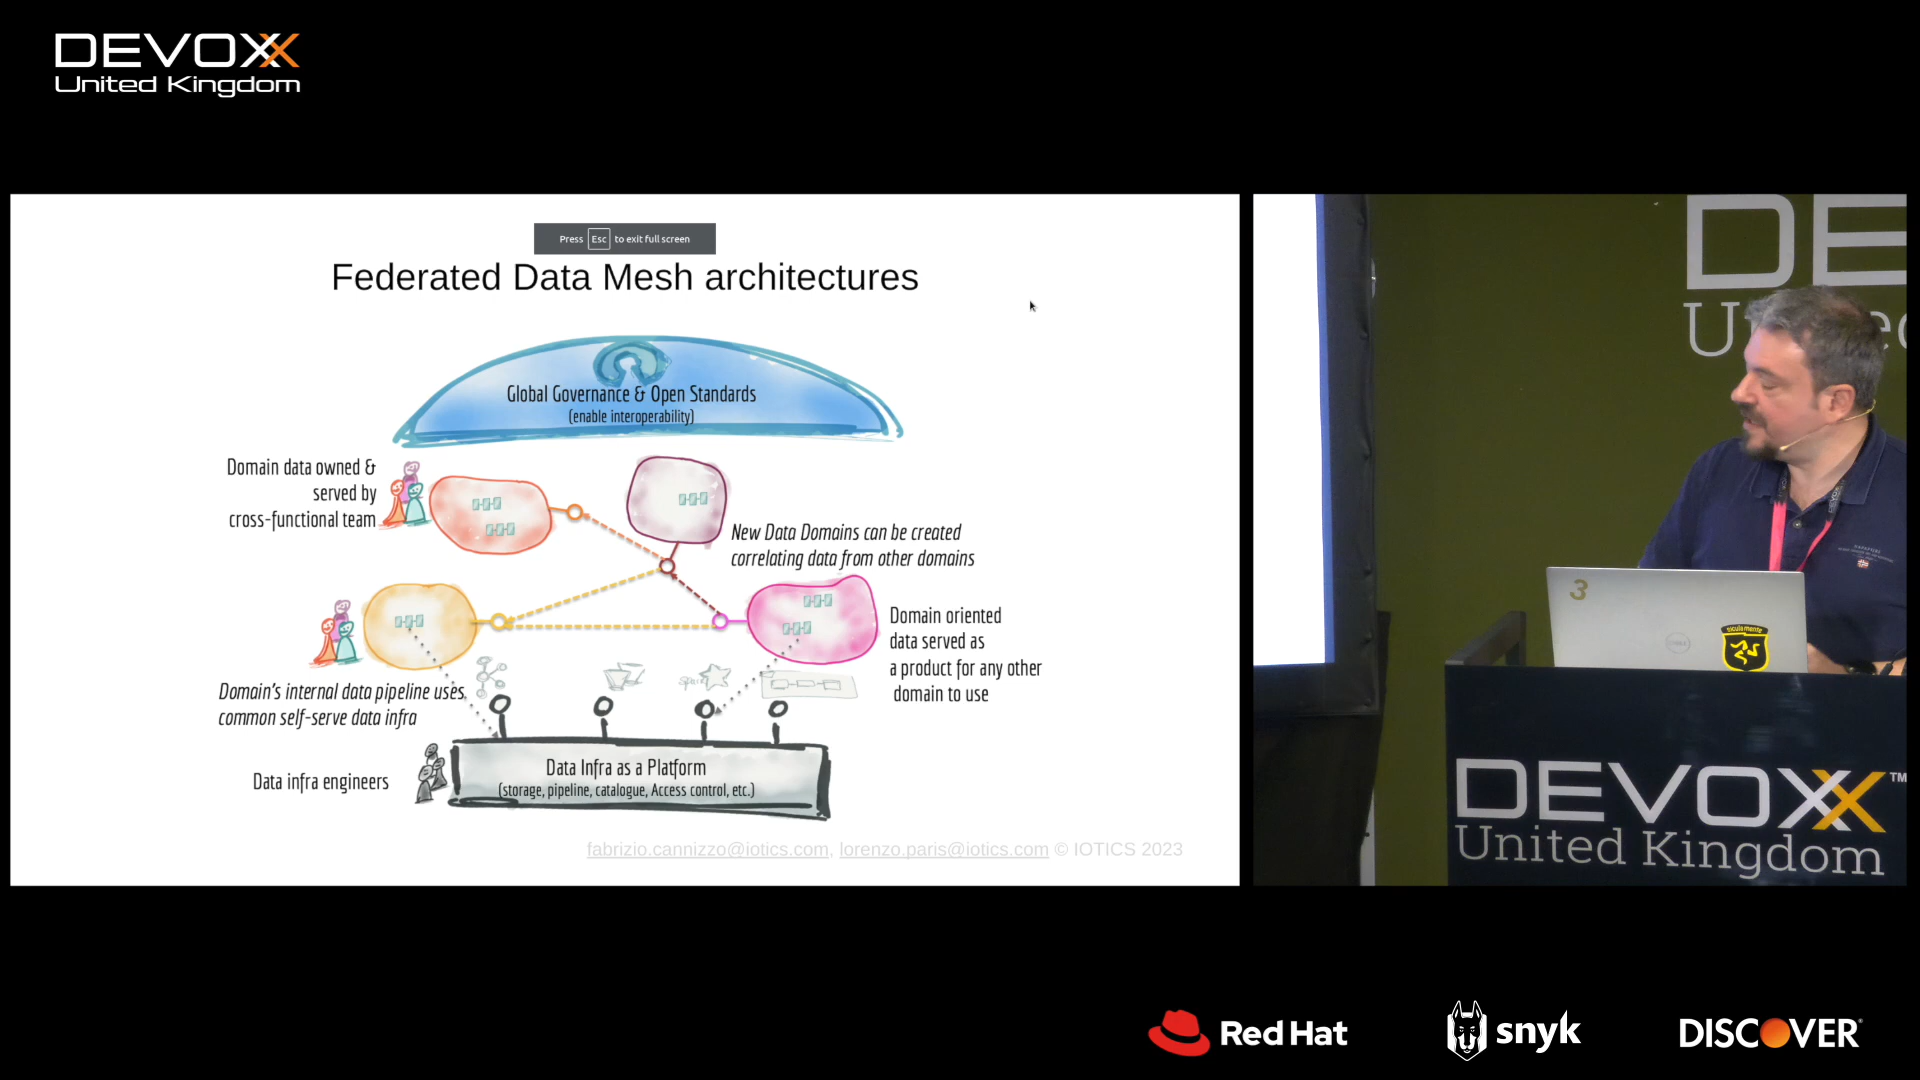 DEVOXX
United Kingdom
Press Esc to exit full screen
Federated Data Mesh architectures
Global Governance & Open Standards
(enable interoperability)
Domain data owned &
served by
cross-functional team
New Data Domains can be created
correlating data from other domains
Domain oriented
data served as
a product for any other
domain to use
Domain's internal data pipeline uses
common self-serve data infra
Data infra engineers
Data Infra as a Platform
(storage, pipeline, catalogue, Access control, etc.)
fabrizio.cannizzo@iotics.com, lorenzo.paris@iotics.com © IOTICS 2023
DE
3
DEVOXX™
United Kingdom
Red Hat
snyk
DISCOVER